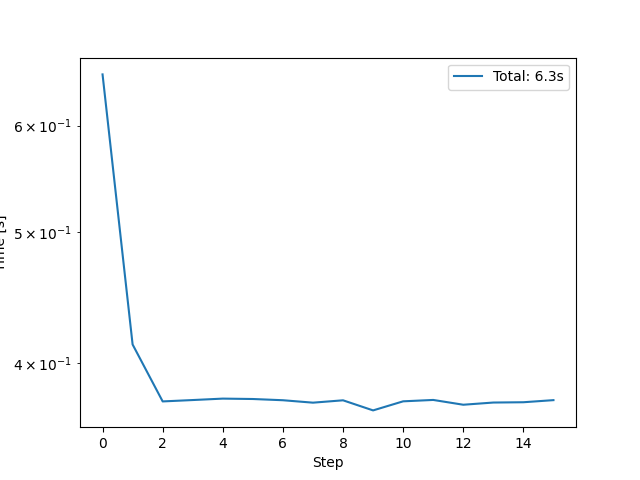 Total: 6.3s
6 × 10⁻¹
5 × 10⁻¹
4 × 10⁻¹
[s]
0 2 4 6 8 10 12 14
Step